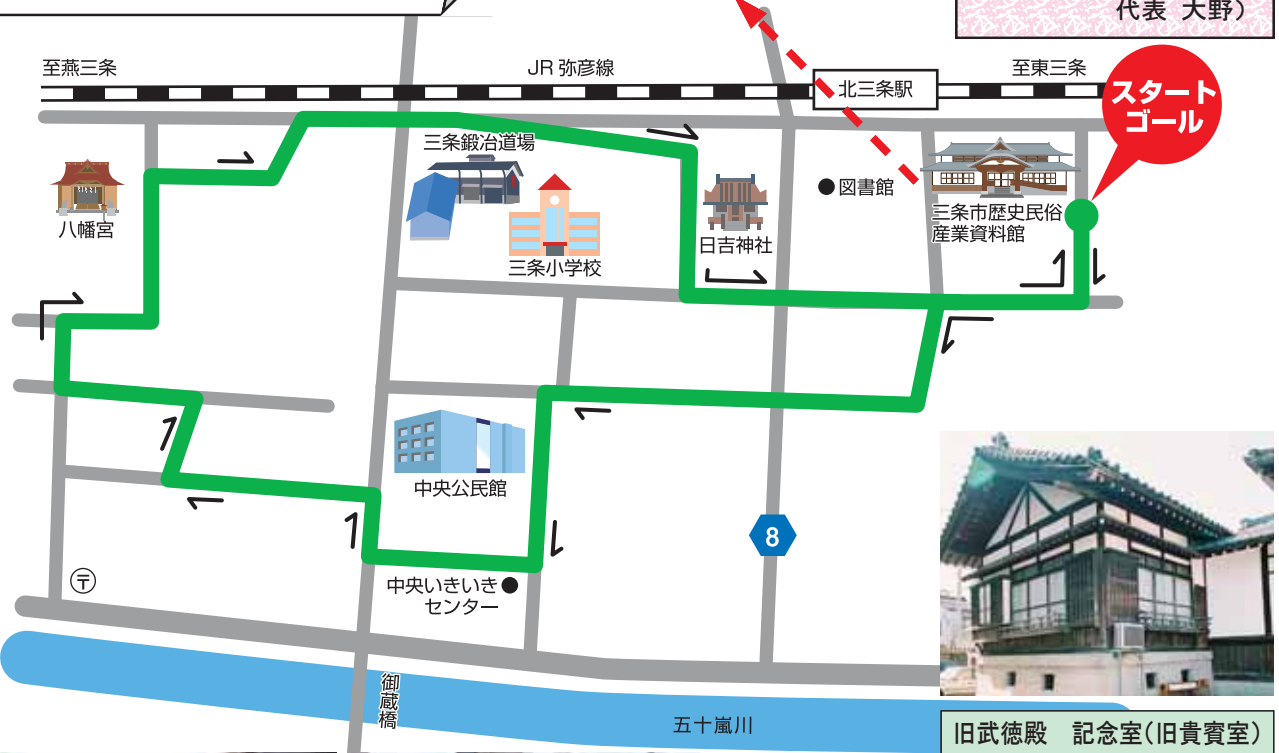 代表 大野）
至燕三条
JR 弥彦線
至東三条
北三条駅
スタート
ゴール
三条鍛冶道場
八幡宮
三条小学校
日吉神社
図書館
三条市歴史民俗
産業資料館
中央公民館
8
〒
中央いきいき
センター
御蔵橋
五十嵐川
旧武徳殿　記念室(旧貴賓室)